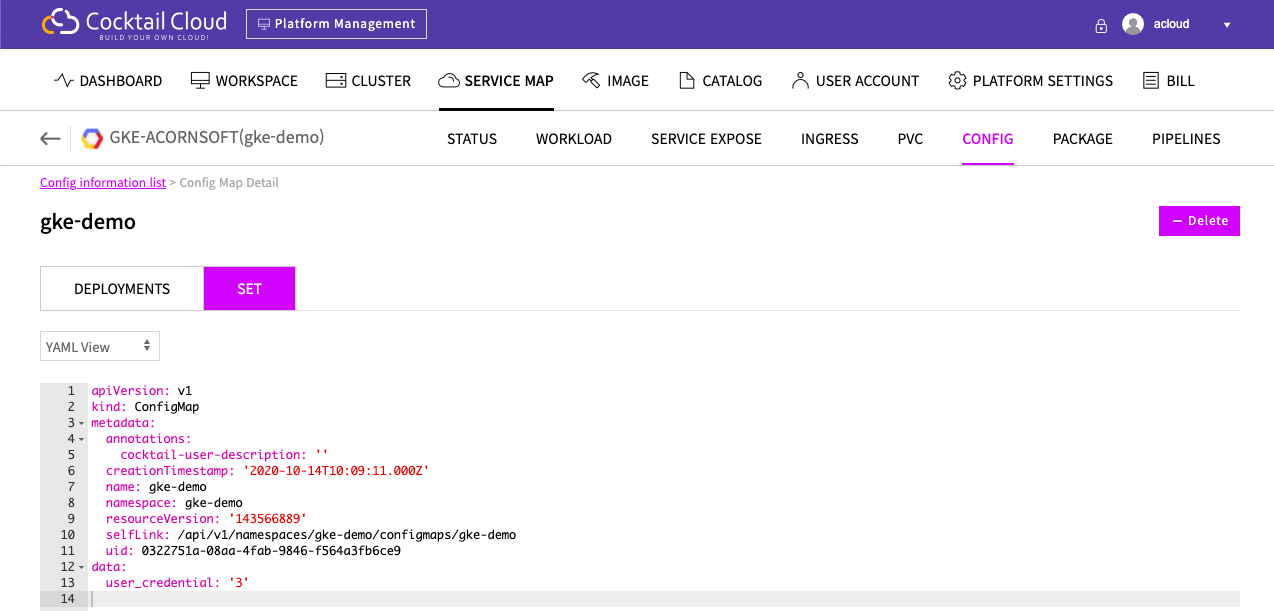 Cocktail Cloud
BUILD YOUR OWN CLOUD!
Platform Management
acloud
DASHBOARD WORKSPACE CLUSTER SERVICE MAP IMAGE CATALOG USER ACCOUNT PLATFORM SETTINGS BILL
GKE-ACORNSOFT(gke-demo) STATUS WORKLOAD SERVICE EXPOSE INGRESS PVC CONFIG PACKAGE PIPELINES
Config information list > Config Map Detail
gke-demo
Delete
DEPLOYMENTS SET
YAML View
1 apiVersion: v1
2 kind: ConfigMap
3 metadata:
4 annotations:
5 cocktail-user-description: ''
6 creationTimestamp: '2020-10-14T10:09:11.000Z'
7 name: gke-demo
8 namespace: gke-demo
9 resourceVersion: '143566889'
10 selfLink: /api/v1/namespaces/gke-demo/configmaps/gke-demo
11 uid: 0322751a-08aa-4fab-9846-f564a3fb6ce9
12 data:
13 user_credential: '3'
14